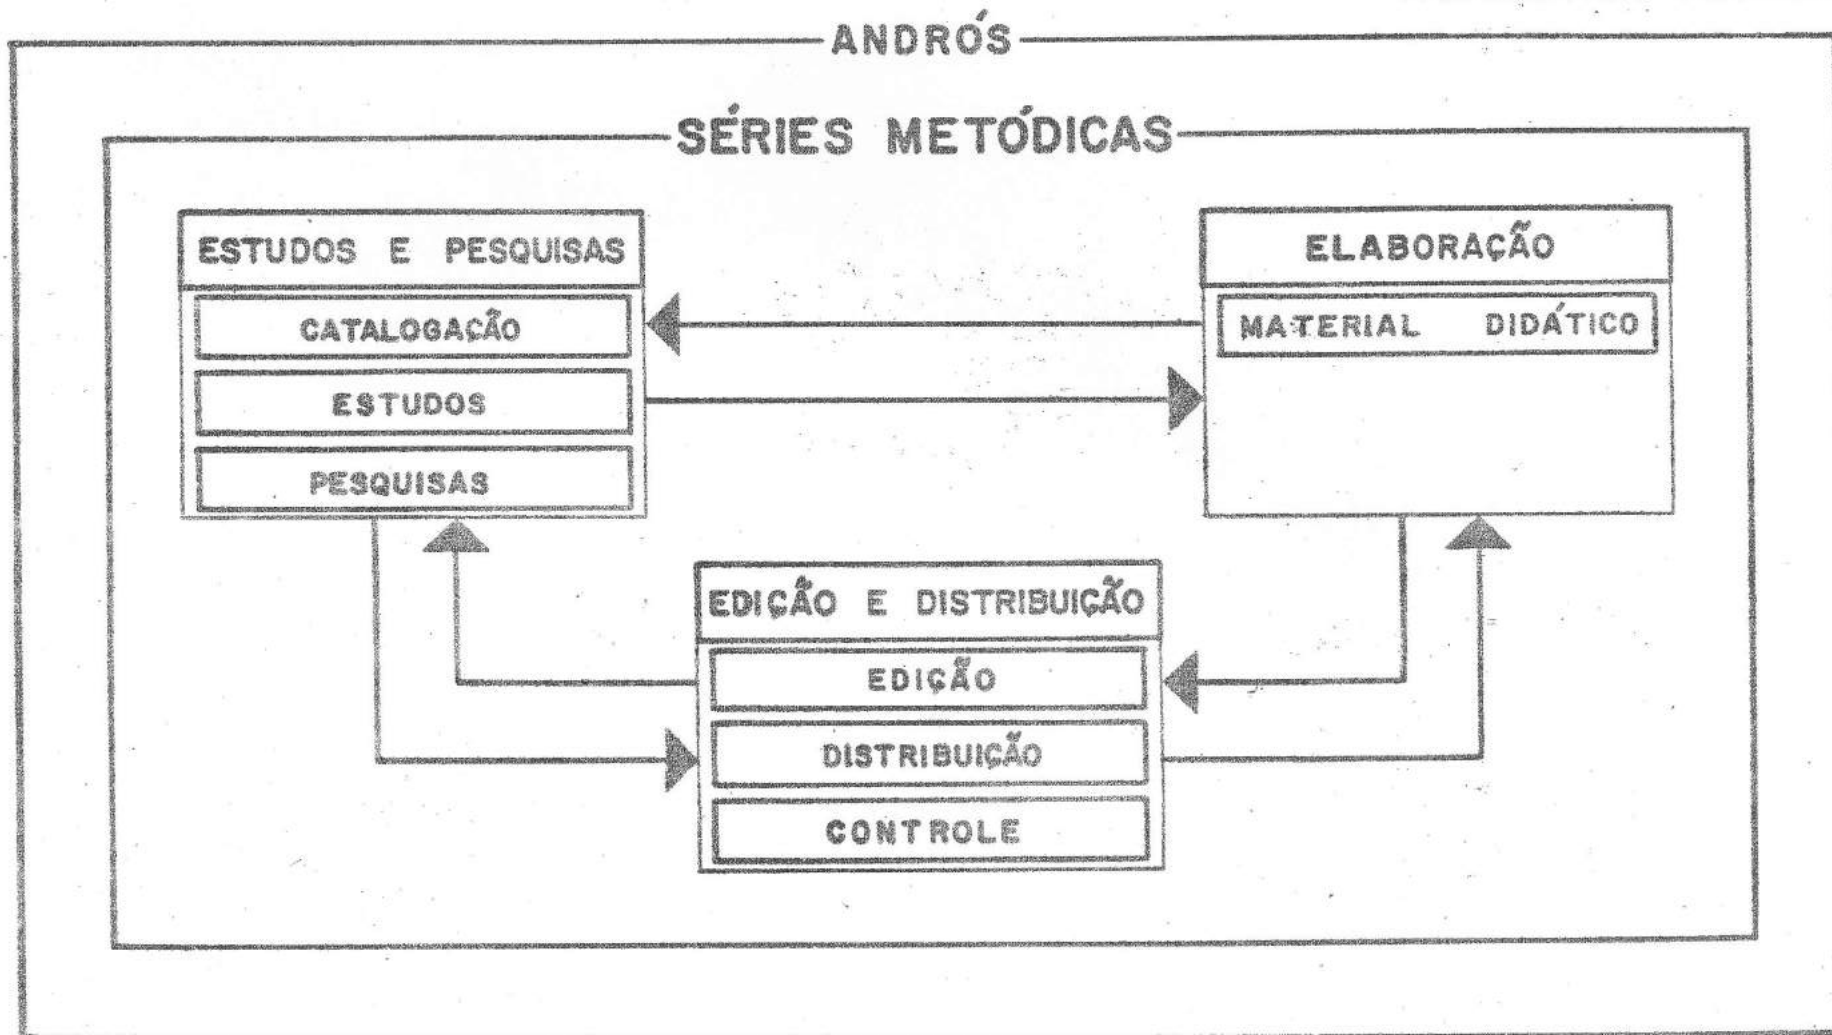 ANDRÓS
SÉRIES METÓDICAS
ESTUDOS E PESQUISAS
CATALOGAÇÃO
ESTUDOS
PESQUISAS
ELABORAÇÃO
MATERIAL DIDÁTICO
EDIÇÃO E DISTRIBUIÇÃO
EDIÇÃO
DISTRIBUIÇÃO
CONTROLE